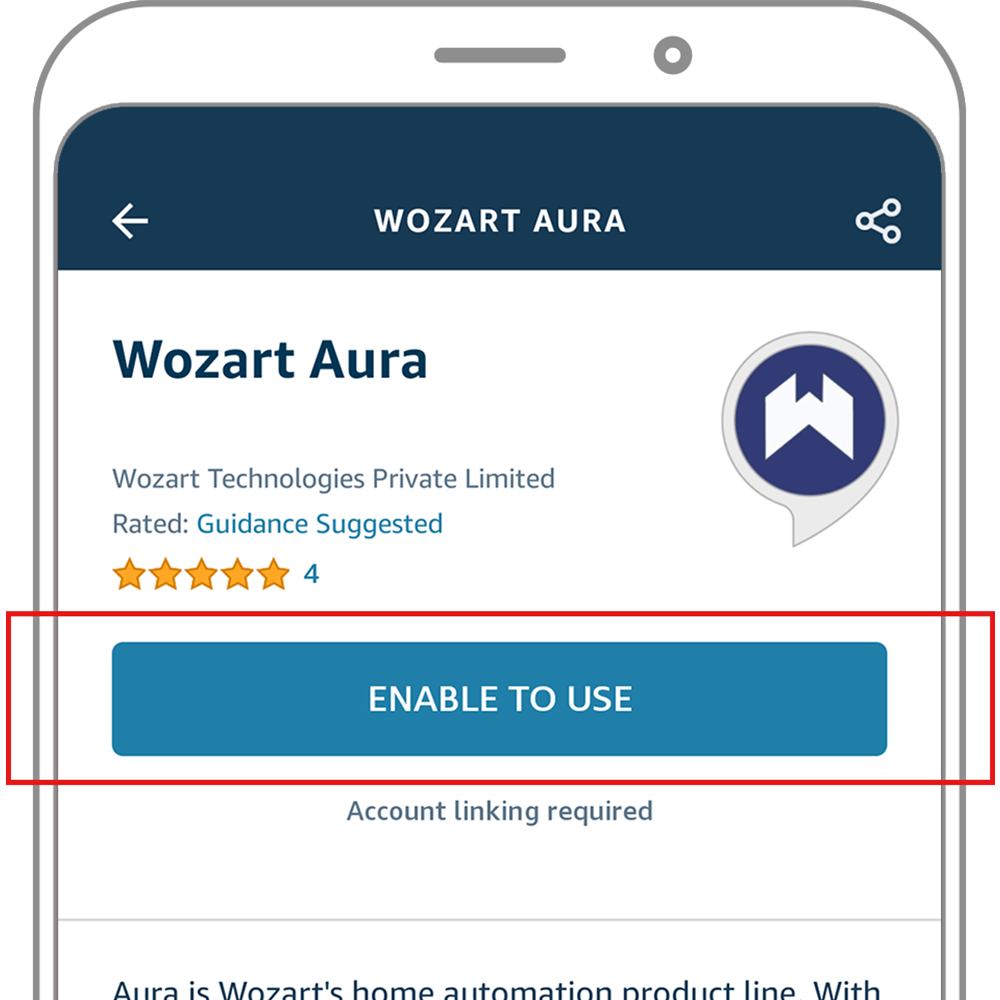 WOZART AURA
Wozart Aura
Wozart Technologies Private Limited
Rated: Guidance Suggested
4
ENABLE TO USE
Account linking required
Aura is Wozart's home automation product line. With